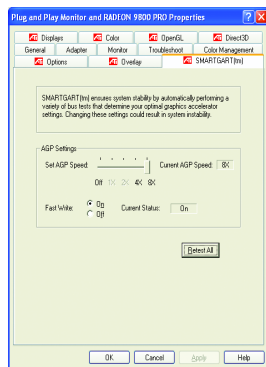 Plug and Play Monitor and RADEON 9800 PRO Properties
Displays Color OpenGL Direct3D
General Adapter Monitor Troubleshoot Color Management
Options Overlay SMARTGART(tm)
SMARTGART(tm) ensures system stability by automatically performing a
variety of bus tests that determine your optimal graphics accelerator
settings. Changing these settings could result in system instability.
AGP Settings
Set AGP Speed: Current AGP Speed: 8X
Off 1X 2X 4X 8X
Fast Write: On Current Status: On
Off
Retest All
OK Cancel Apply Help